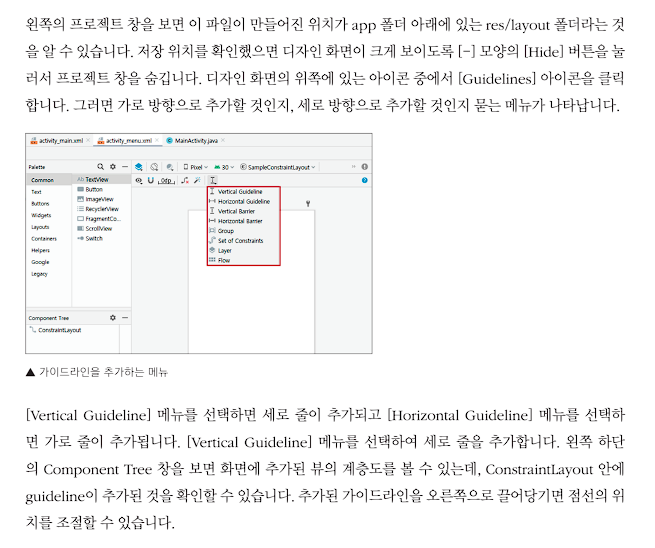 왼쪽의 프로젝트 창을 보면 이 파일이 만들어진 위치가 app 폴더 아래에 있는 res/layout 폴더라는 것
을 알 수 있습니다. 저장 위치를 확인했으면 디자인 화면이 크게 보이도록 [-] 모양의 [Hide] 버튼을 눌
러서 프로젝트 창을 숨깁니다. 디자인 화면의 위쪽에 있는 아이콘 중에서 [Guidelines] 아이콘을 클릭
합니다. 그러면 가로 방향으로 추가할 것인지, 세로 방향으로 추가할 것인지 묻는 메뉴가 나타납니다.
activity_main.xml activity_menu.xml MainActivity.java
Palette Pixel 30 SampleConstraintLayout
Common
Text
Buttons
Widgets
Layouts
Containers
Helpers
Google
Legacy
Ab TextView
Button
ImageView
RecyclerView
FragmentCo...
ScrollView
Switch
0dp
Vertical Guideline
Horizontal Guideline
Vertical Barrier
Horizontal Barrier
Group
Set of Constraints
Layer
Flow
Component Tree
ConstraintLayout
▲ 가이드라인을 추가하는 메뉴
[Vertical Guideline] 메뉴를 선택하면 세로 줄이 추가되고 [Horizontal Guideline] 메뉴를 선택하
면 가로 줄이 추가됩니다. [Vertical Guideline] 메뉴를 선택하여 세로 줄을 추가합니다. 왼쪽 하단
의 Component Tree 창을 보면 화면에 추가된 뷰의 계층도를 볼 수 있는데, ConstraintLayout 안에
guideline이 추가된 것을 확인할 수 있습니다. 추가된 가이드라인을 오른쪽으로 끌어당기면 점선의 위
치를 조절할 수 있습니다.